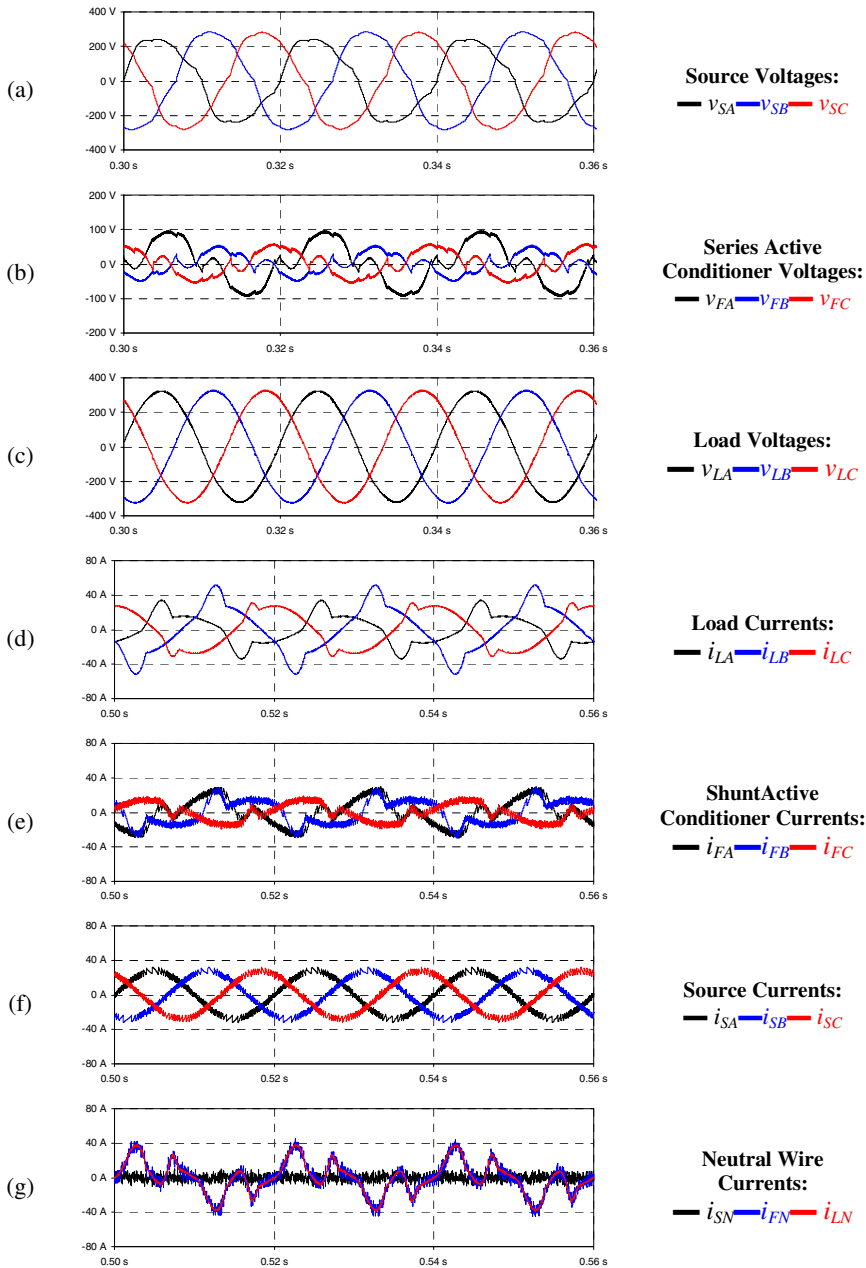 400 V
200 V
0 V
-200 V
-400 V
0.30 s
0.32 s
0.34 s
0.36 s
(a)
Source Voltages:
vSA vSB vSC
200 V
100 V
0 V
-100 V
-200 V
0.30 s
0.32 s
0.34 s
0.36 s
(b)
Series Active
Conditioner Voltages:
vFA vFB vFC
400 V
200 V
0 V
-200 V
-400 V
0.30 s
0.32 s
0.34 s
0.36 s
(c)
Load Voltages:
vLA vLB vLC
80 A
40 A
0 A
-40 A
-80 A
0.50 s
0.52 s
0.54 s
0.56 s
(d)
Load Currents:
iLA iLB iLC
80 A
40 A
0 A
-40 A
-80 A
0.50 s
0.52 s
0.54 s
0.56 s
(e)
ShuntActive
Conditioner Currents:
iFA iFB iFC
80 A
40 A
0 A
-40 A
-80 A
0.50 s
0.52 s
0.54 s
0.56 s
(f)
Source Currents:
iSA iSB iSC
80 A
40 A
0 A
-40 A
-80 A
0.50 s
0.52 s
0.54 s
0.56 s
(g)
Neutral Wire
Currents:
iSN iFN iLN